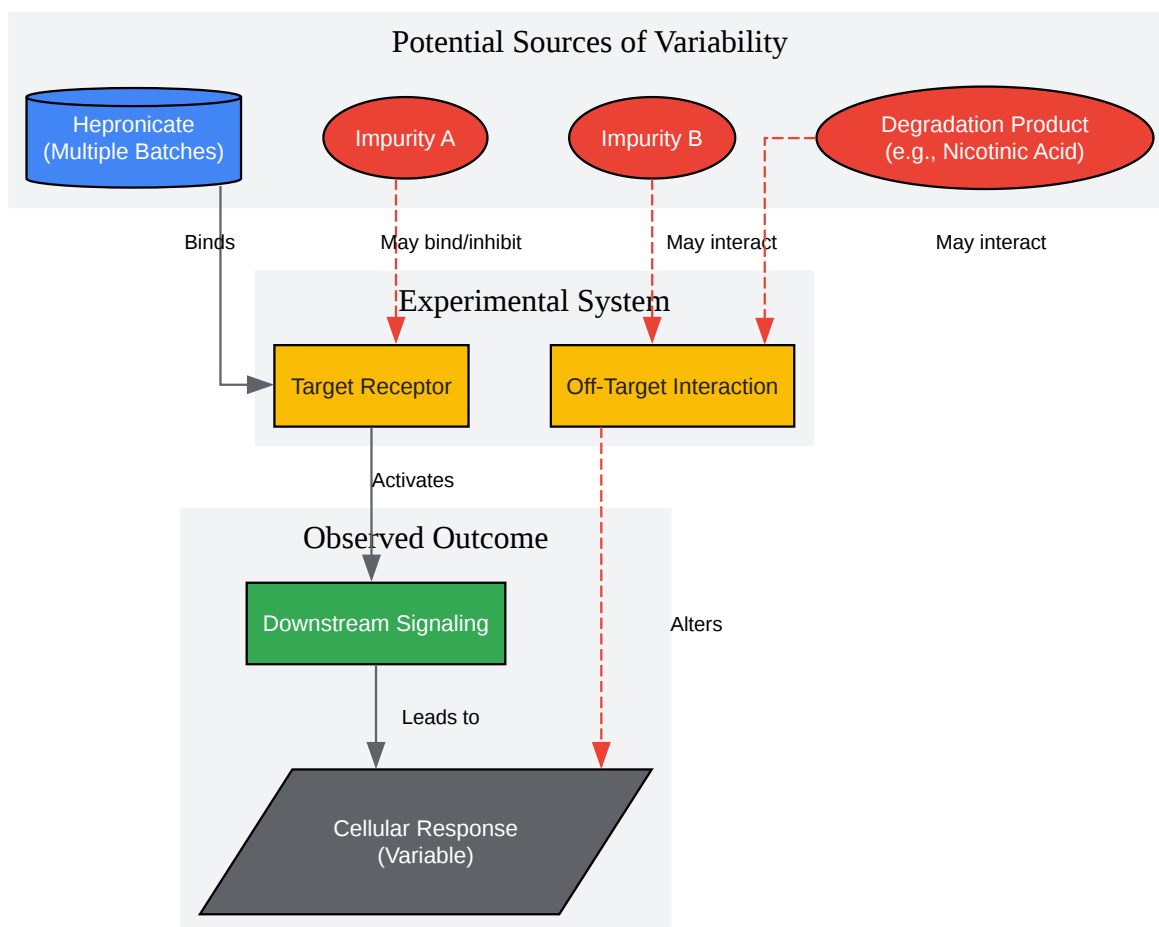 Potential Sources of Variability
Hepronicate
(Multiple Batches)
Impurity A
Impurity B
Degradation Product
(e.g., Nicotinic Acid)
Binds
May bind/inhibit
May interact
May interact
Experimental System
Target Receptor
Off-Target Interaction
Activates
Observed Outcome
Downstream Signaling
Alters
Leads to
Cellular Response
(Variable)